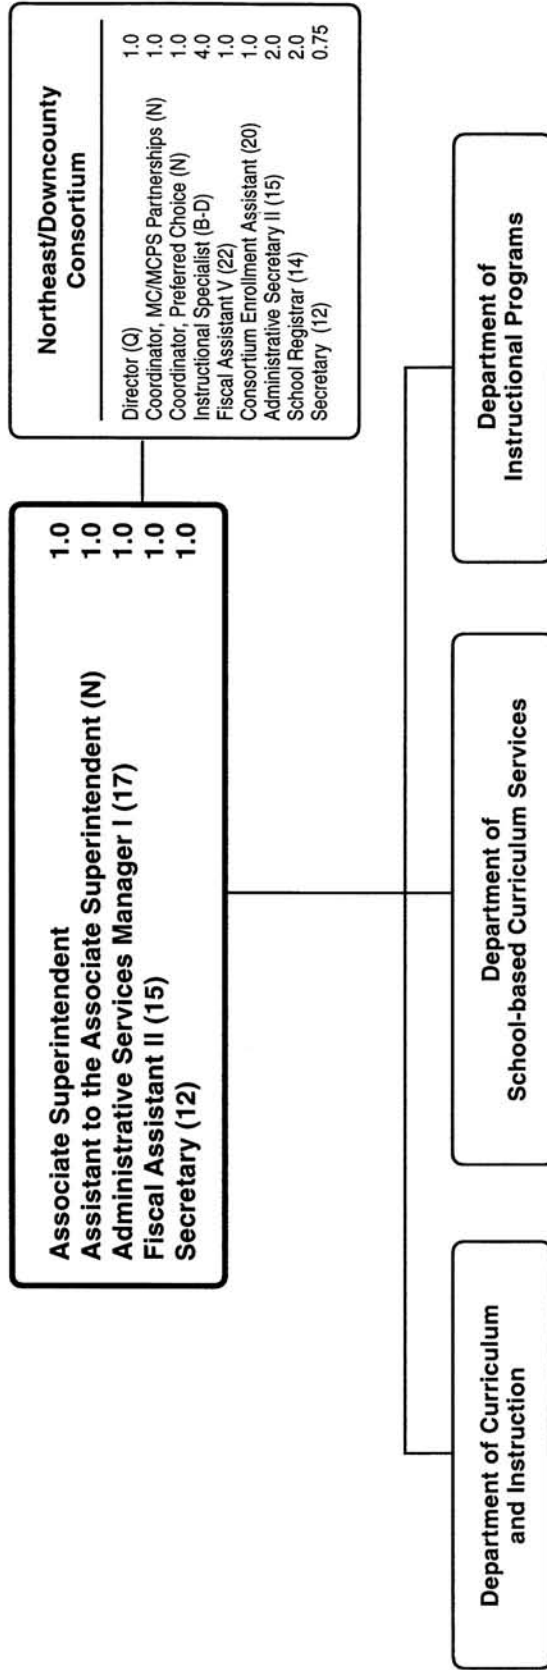 Associate Superintendent 1.0
Assistant to the Associate Superintendent (N) 1.0
Administrative Services Manager I (17) 1.0
Fiscal Assistant II (15) 1.0
Secretary (12) 1.0
Northeast/Downcounty
Consortium
Director (Q) 1.0
Coordinator, MC/MCPS Partnerships (N) 1.0
Coordinator, Preferred Choice (N) 1.0
Instructional Specialist (B-D) 4.0
Fiscal Assistant V (22) 1.0
Consortium Enrollment Assistant (20) 1.0
Administrative Secretary II (15) 2.0
School Registrar (14) 2.0
Secretary (12) 0.75
Department of Curriculum
and Instruction
Department of
School-based Curriculum Services
Department of
Instructional Programs